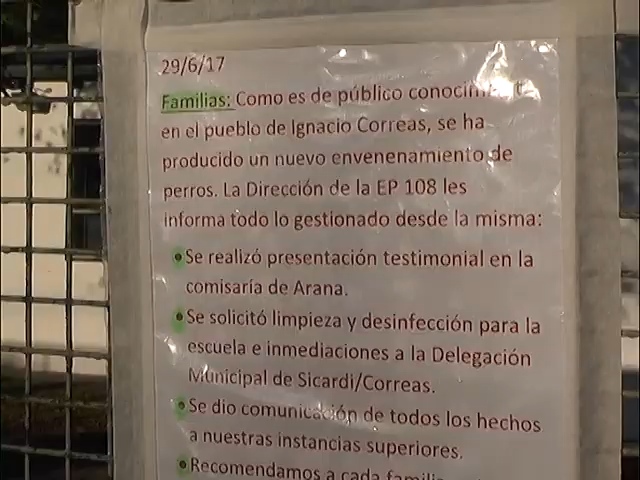 29/6/17
Familias: Como es de público
en el pueblo de Ignacio Correas, se ha
producido un nuevo envenenamiento de
perros. La Dirección de la EP 108 les
informa todo lo gestionado desde la misma:
• Se realizó presentación testimonial en la
comisaría de Arana.
• Se solicitó limpieza y desinfección para la
escuela e inmediaciones a la Delegación
Municipal de Sicardi/Correas.
• Se dio comunicación de todos los hechos
a nuestras instancias superiores.
• Recomendamos a cada